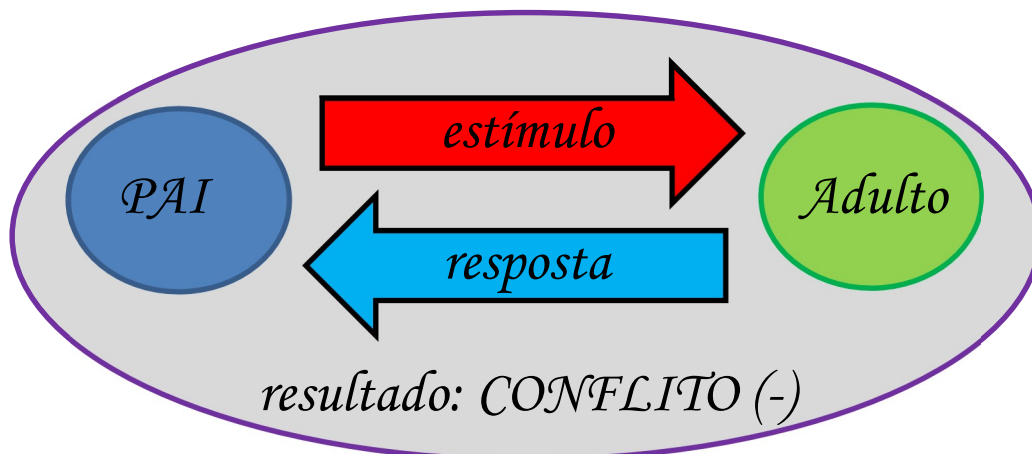 estímulo
PAI
Adulto
resposta
resultado: CONFLITO (-)